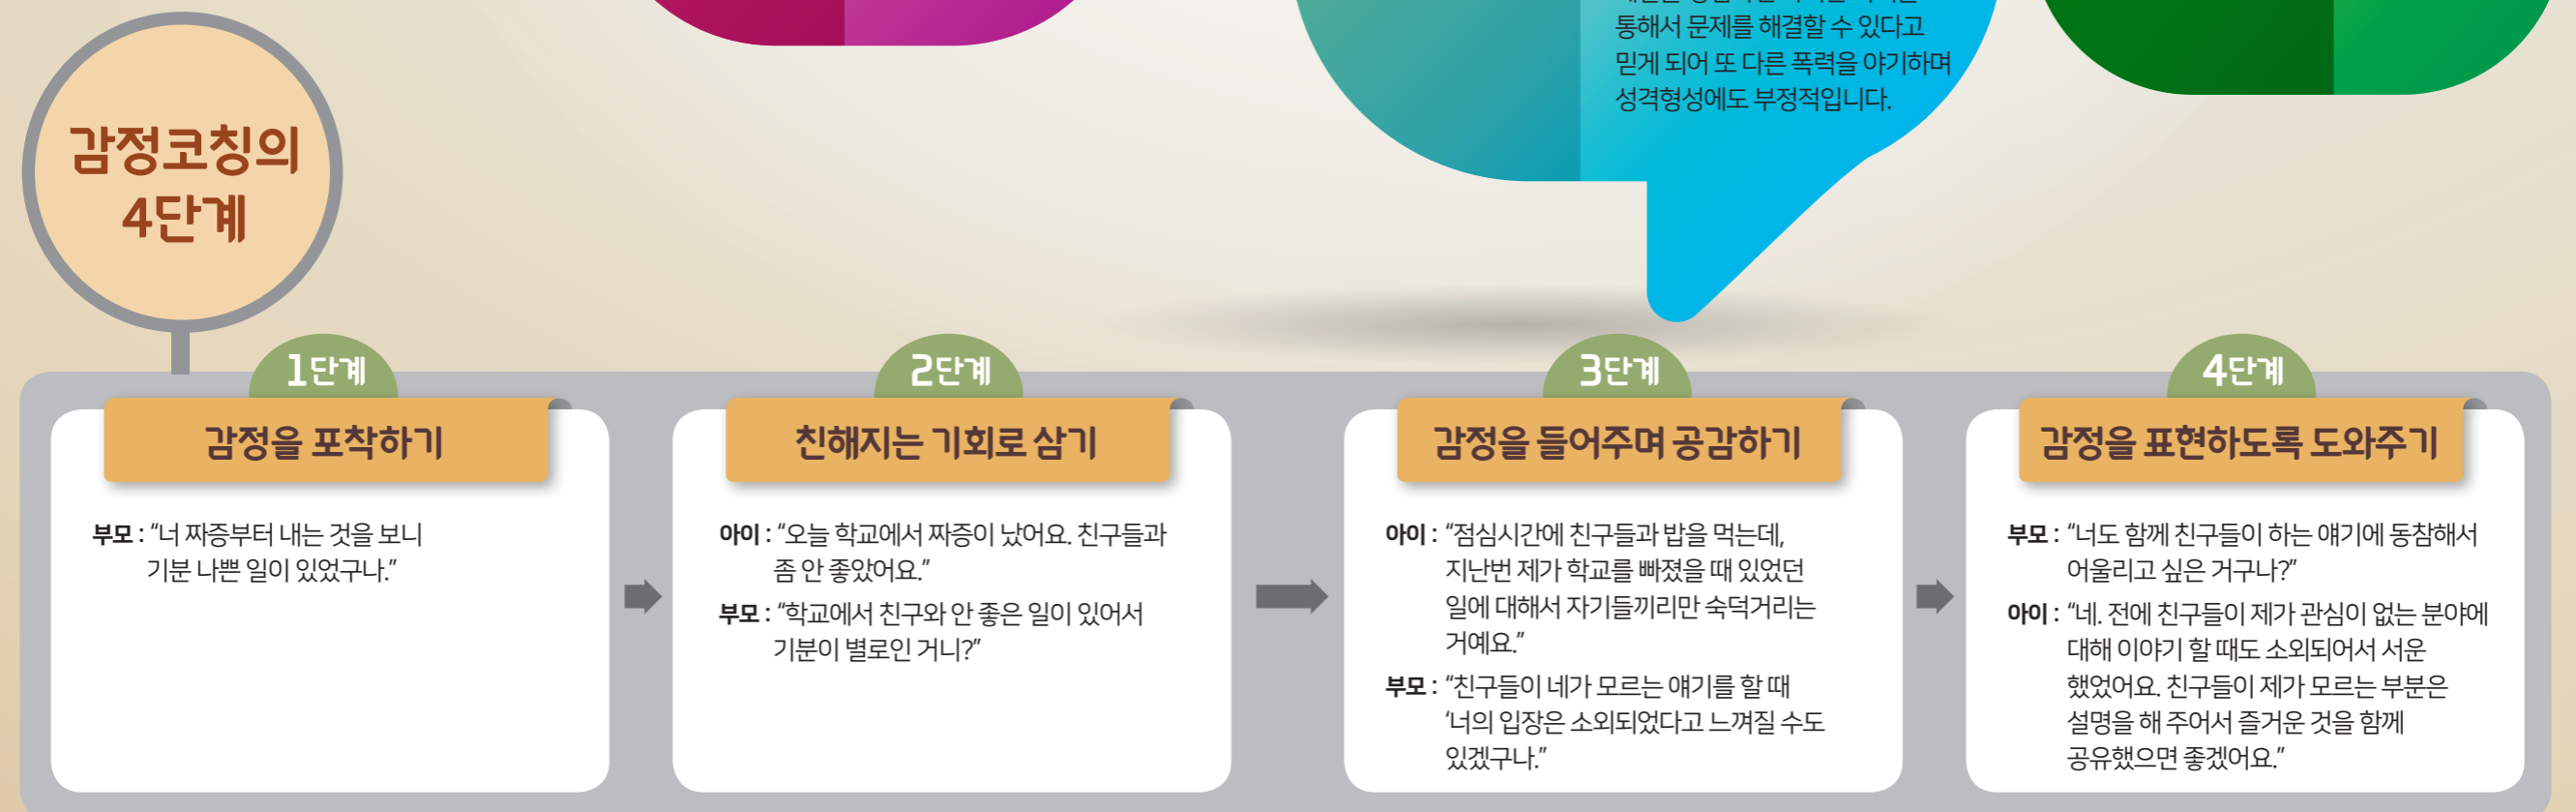 통해서 문제를 해결할 수 있다고
믿게 되어 또 다른 폭력을 야기하며
성격형성에도 부정적입니다.
감정코칭의
4단계
1단계
감정을 포착하기
부모 : “너 짜증부터 내는 것을 보니
기분 나쁜 일이 있었구나.”
2단계
친해지는 기회로 삼기
아이 : “오늘 학교에서 짜증이 났어요. 친구들과
좀 안 좋았어요.”
부모 : “학교에서 친구와 안 좋은 일이 있어서
기분이 별로인 거니?”
3단계
감정을 들어주며 공감하기
아이 : “점심시간에 친구들과 밥을 먹는데,
지난번 제가 학교를 빠졌을 때 있었던
일에 대해서 자기들끼리만 숙덕거리는
거예요.”
부모 : “친구들이 네가 모르는 얘기를 할 때
‘너의 입장은 소외되었다고 느껴질 수도
있겠구나.”
4단계
감정을 표현하도록 도와주기
부모 : “너도 함께 친구들이 하는 얘기에 동참해서
어울리고 싶은 거구나?”
아이 : “네. 전에 친구들이 제가 관심이 없는 분야에
대해 이야기 할 때도 소외되어서 서운
했었어요. 친구들이 제가 모르는 부분은
설명을 해 주어서 즐거운 것을 함께
공유했으면 좋겠어요.”